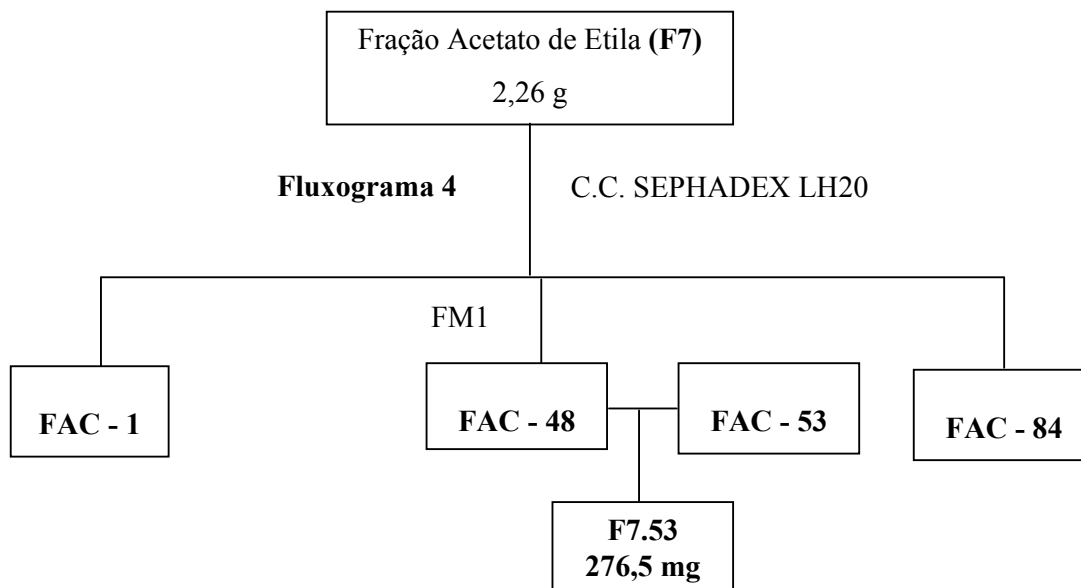 Fração Acetato de Etila (F7)
2,26 g
Fluxograma 4
C.C. SEPHADEX LH20
FM1
FAC - 1
FAC - 48
FAC - 53
FAC - 84
F7.53
276,5 mg